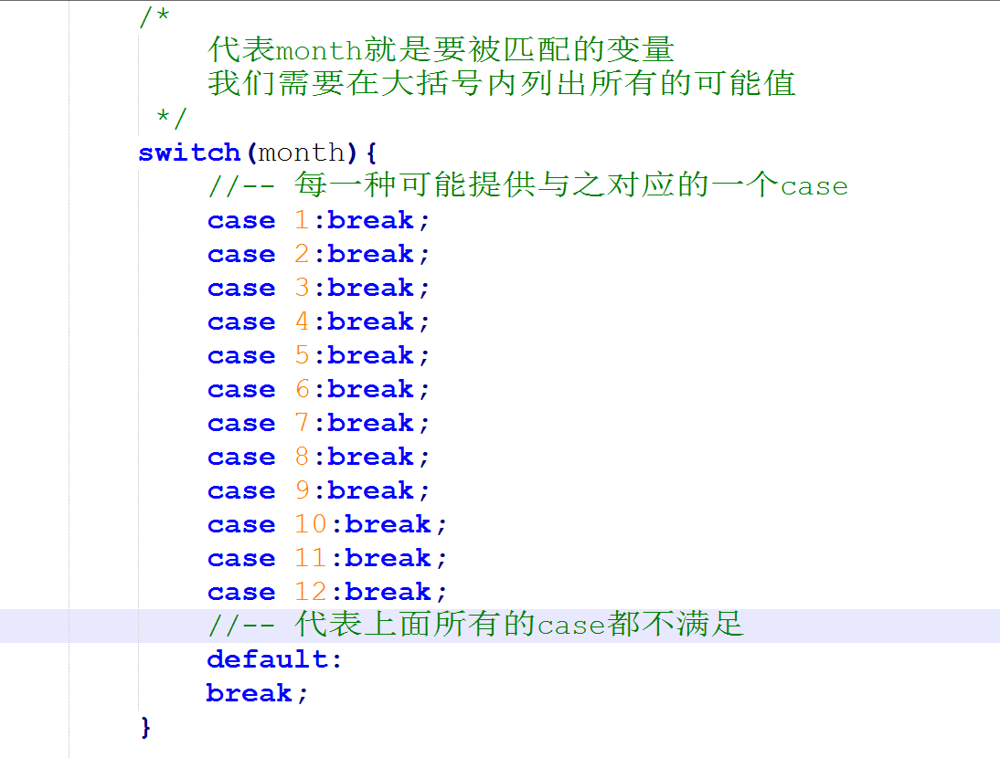 /*
代表month就是要被匹配的变量
我们需要在大括号内列出所有的可能值
*/
switch(month){
//-- 每一种可能提供与之对应的一个case
case 1:break;
case 2:break;
case 3:break;
case 4:break;
case 5:break;
case 6:break;
case 7:break;
case 8:break;
case 9:break;
case 10:break;
case 11:break;
case 12:break;
//-- 代表上面所有的case都不满足
default:
break;
}